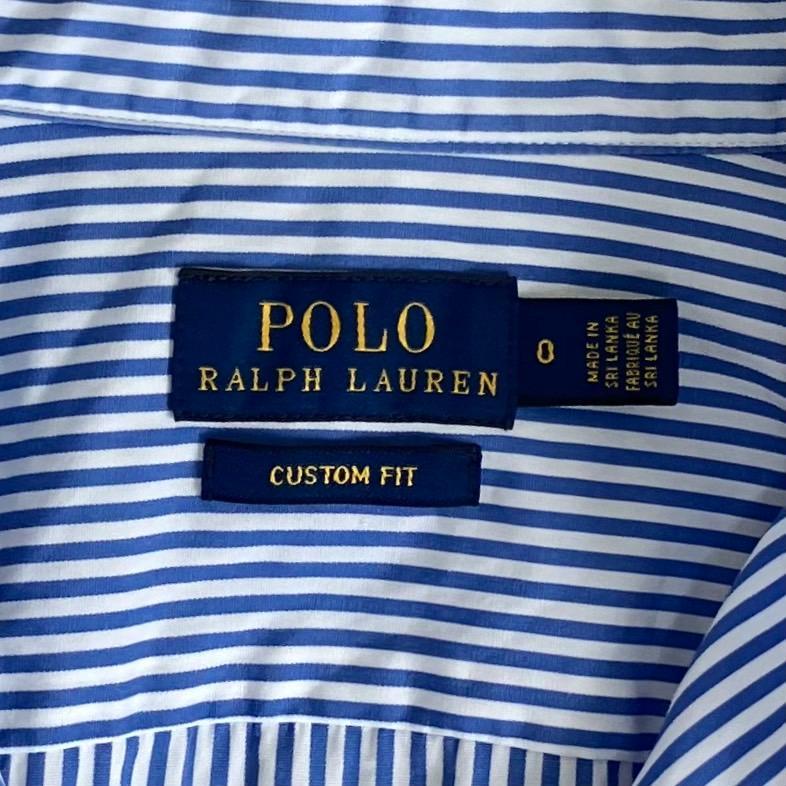 POLO
RALPH LAUREN
0
MADE IN
SRI LANKA
FABRIQUÉ AU
SRI LANKA
CUSTOM FIT